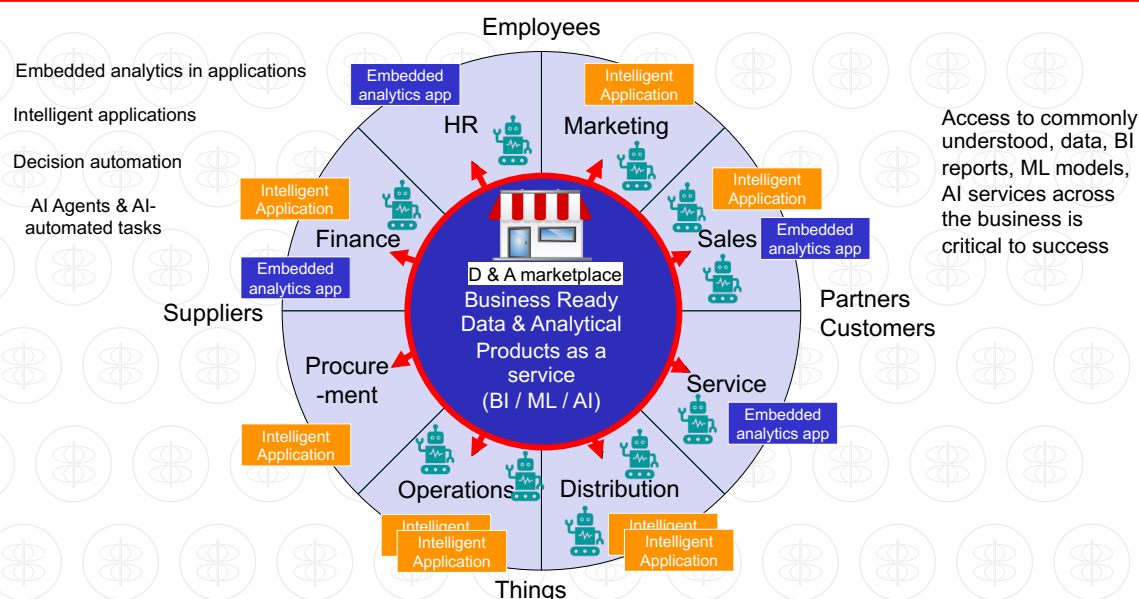 Employees
Embedded analytics in applications
Intelligent applications
Decision automation
AI Agents & AI-
automated tasks
Embedded
analytics app
HR
Intelligent
Application
Marketing
Access to commonly
understood, data, BI
reports, ML models,
AI services across
the business is
critical to success
Intelligent
Application
Finance
Embedded
analytics app
Suppliers
Intelligent
Application
Sales
Embedded
analytics app
Partners
Customers
D & A marketplace
Business Ready
Data & Analytical
Products as a
service
(BI / ML / AI)
Procure
-ment
Intelligent
Application
Service
Embedded
analytics app
Operations
Intelligent
Intelligent
Application
Distribution
Intelligent
Intelligent
Application
Things